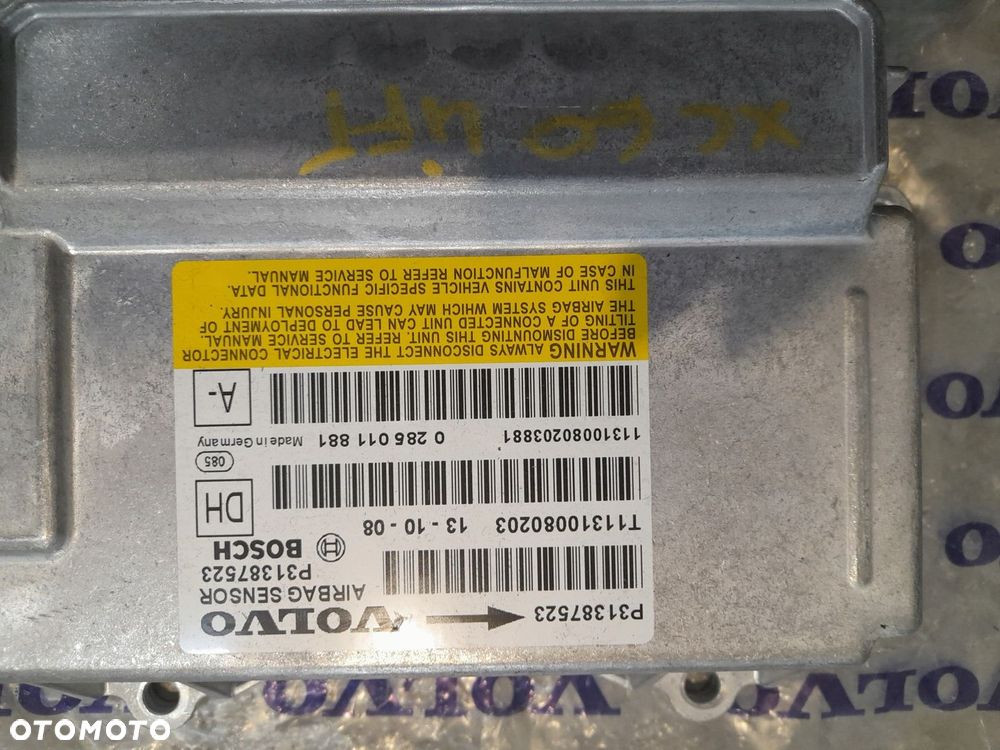 P31387523
VOLVO
AIRBAG SENSOR
P31387523
BOSCH
T11310080203 13 - 10 - 08
DH
085
11310080203881 0 285 011 881 Made in Germany
A-
WARNING ALWAYS DISCONNECT THE ELECTRICAL CONNECTOR
BEFORE DISMOUNTING THIS UNIT. REFER TO SERVICE MANUAL.
TILTING OF A CONNECTED UNIT CAN LEAD TO DEPLOYMENT OF
THE AIRBAG SYSTEM WHICH MAY CAUSE PERSONAL INJURY.
THIS UNIT CONTAINS VEHICLE SPECIFIC FUNCTIONAL DATA.
IN CASE OF MALFUNCTION REFER TO SERVICE MANUAL.
XC 60 LIFT
VOLVO
VOLVO
VOLVO
OTOMOTO